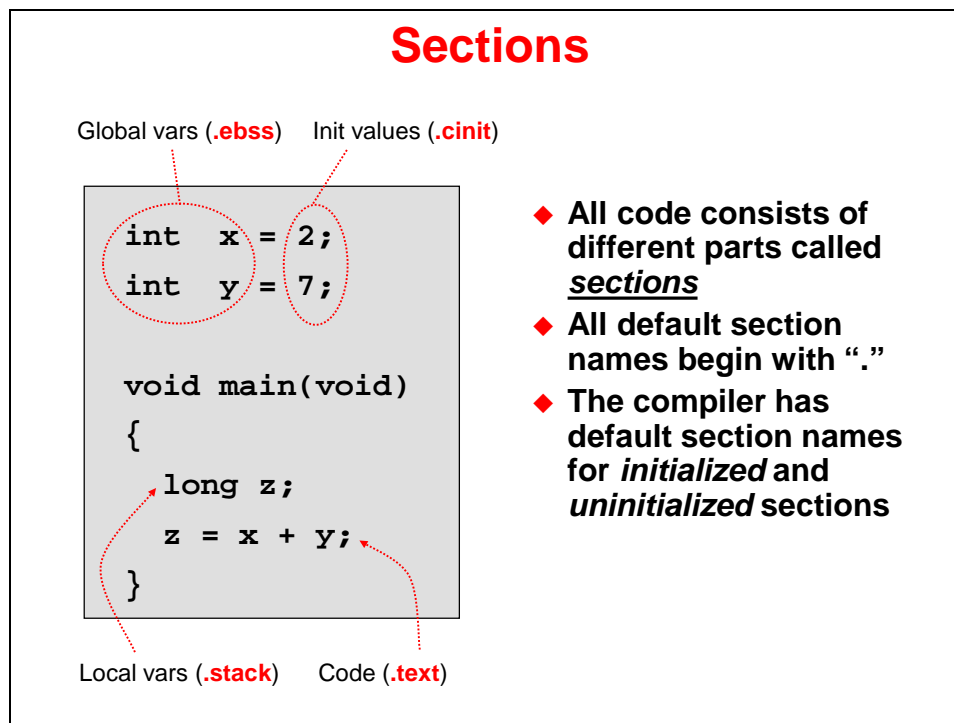 Sections
Global vars (.ebss)
Init values (.cinit)
int  x = 2;
int  y = 7;
void main(void)
{
long z;
z = x + y;
}
Local vars (.stack)
Code (.text)
All code consists of
different parts called
sections
All default section
names begin with “.”
The compiler has
default section names
for initialized and
uninitialized sections